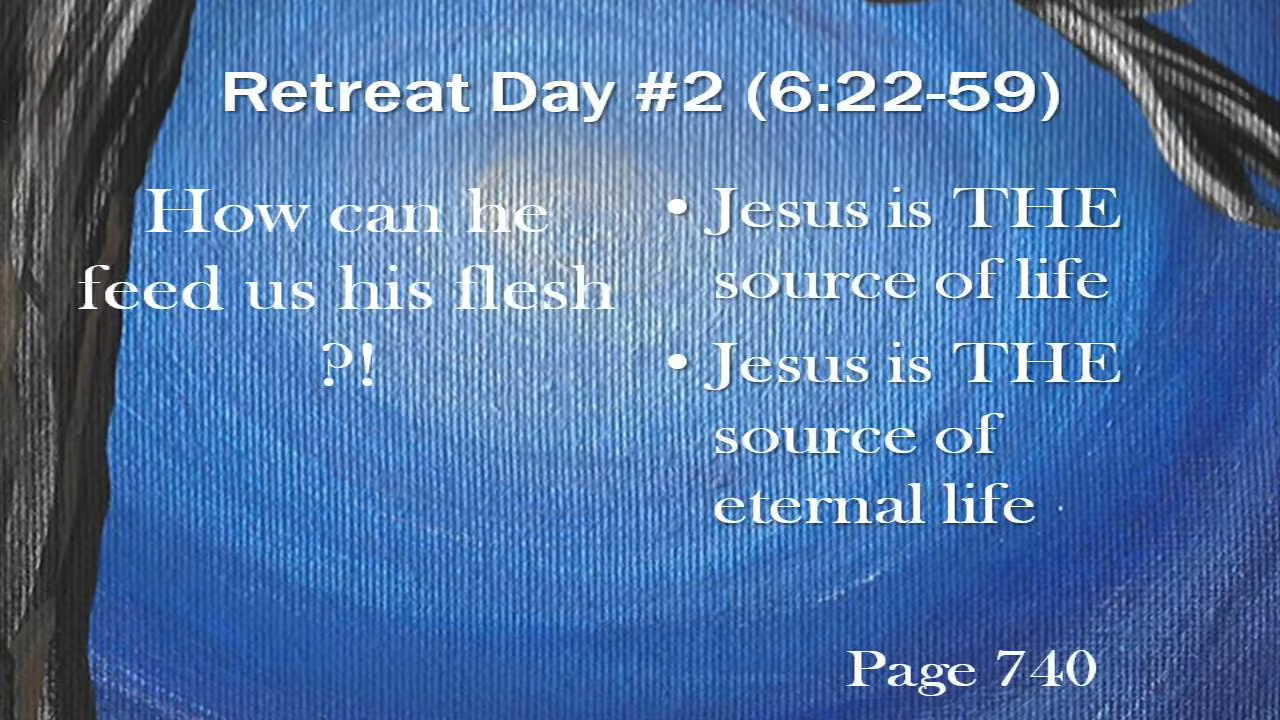 Retreat Day #2 (6:22-59)
How can he
feed us his flesh
?!
• Jesus is THE
source of life
• Jesus is THE
source of
eternal life
Page 740